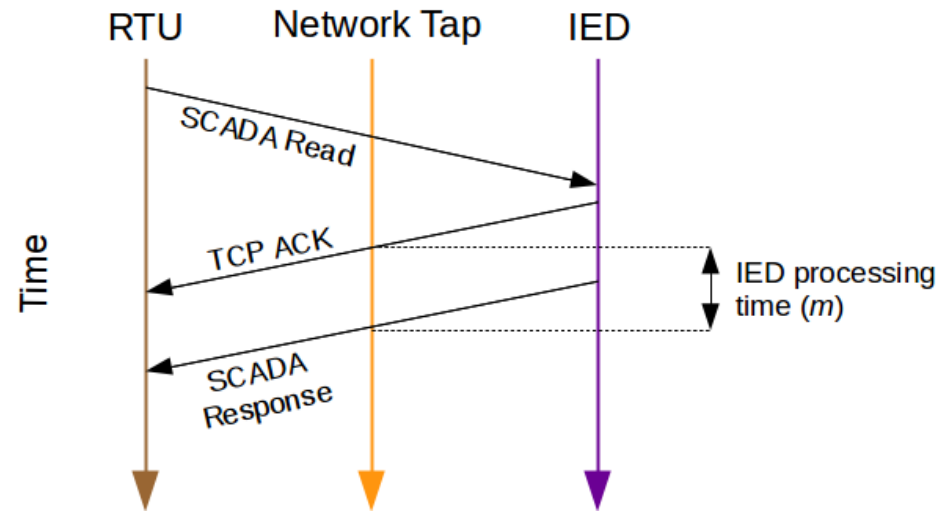 RTU
Network Tap
IED
SCADA Read
TCP ACK
Time
IED processing
time (m)
SCADA
Response